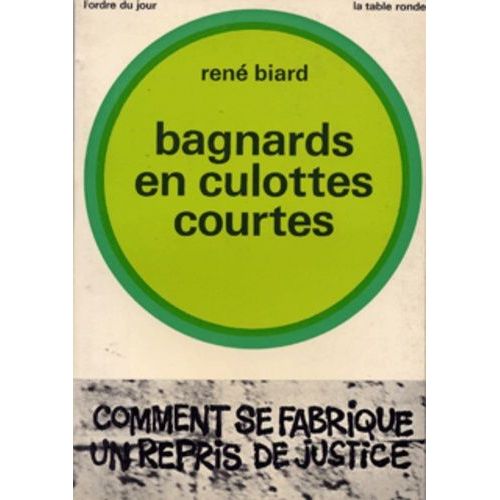 l'ordre du jour
la table ronde
rené biard
bagnards
en culottes
courtes
COMMENT SE FABRIQUE
UN REPRIS DE JUSTICE